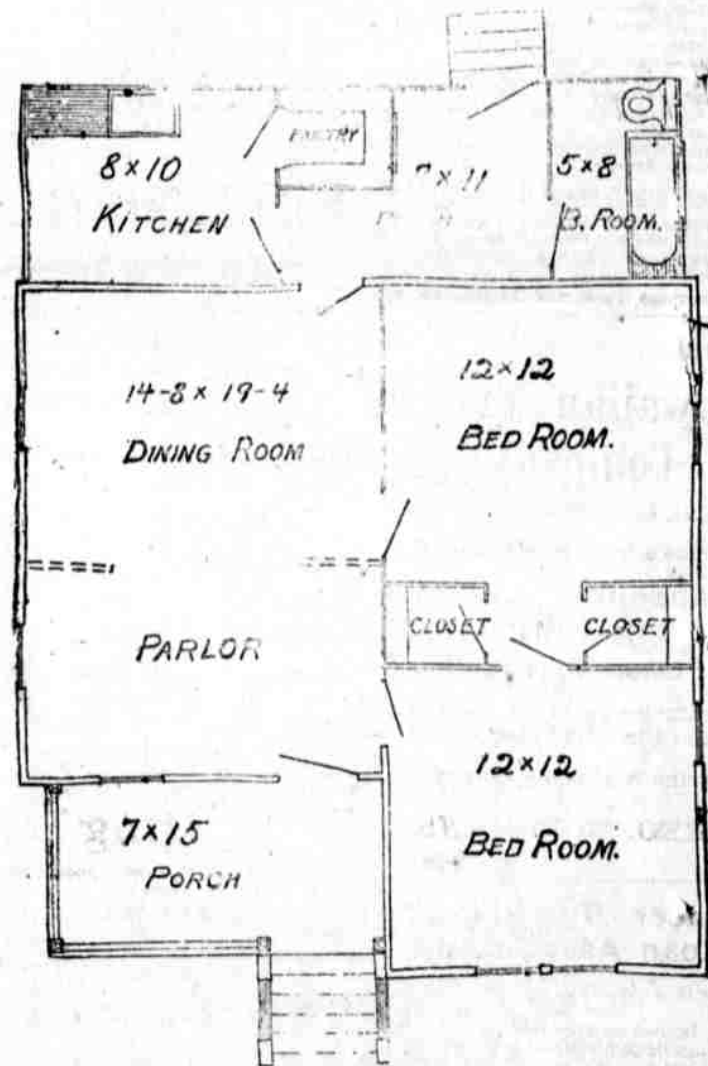 PANTRY
8 x 10
KITCHEN
x 11
5 x 8
B. ROOM.
14-8 x 19-4
DINING ROOM
12 x 12
BED ROOM.
CLOSET
CLOSET
PARLOR
12 x 12
BED ROOM.
7 x 15
PORCH